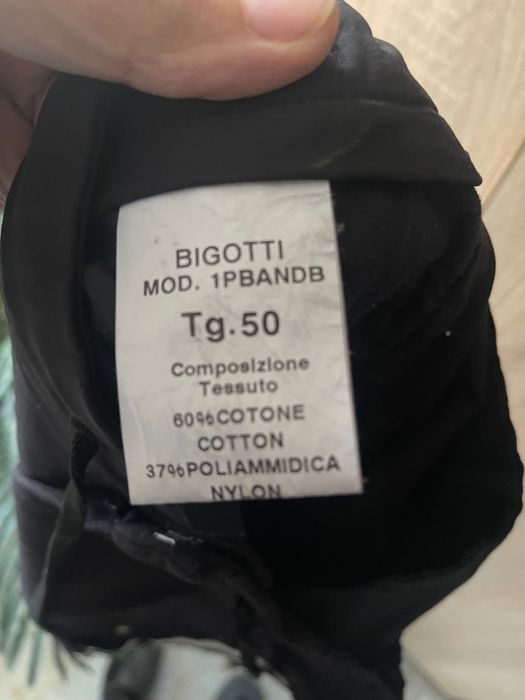 BIGOTTI
MOD. 1PBANDB
Tg.50
Composizione
Tessuto
60%COTONE
COTTON
37%POLIAMMIDICA
NYLON